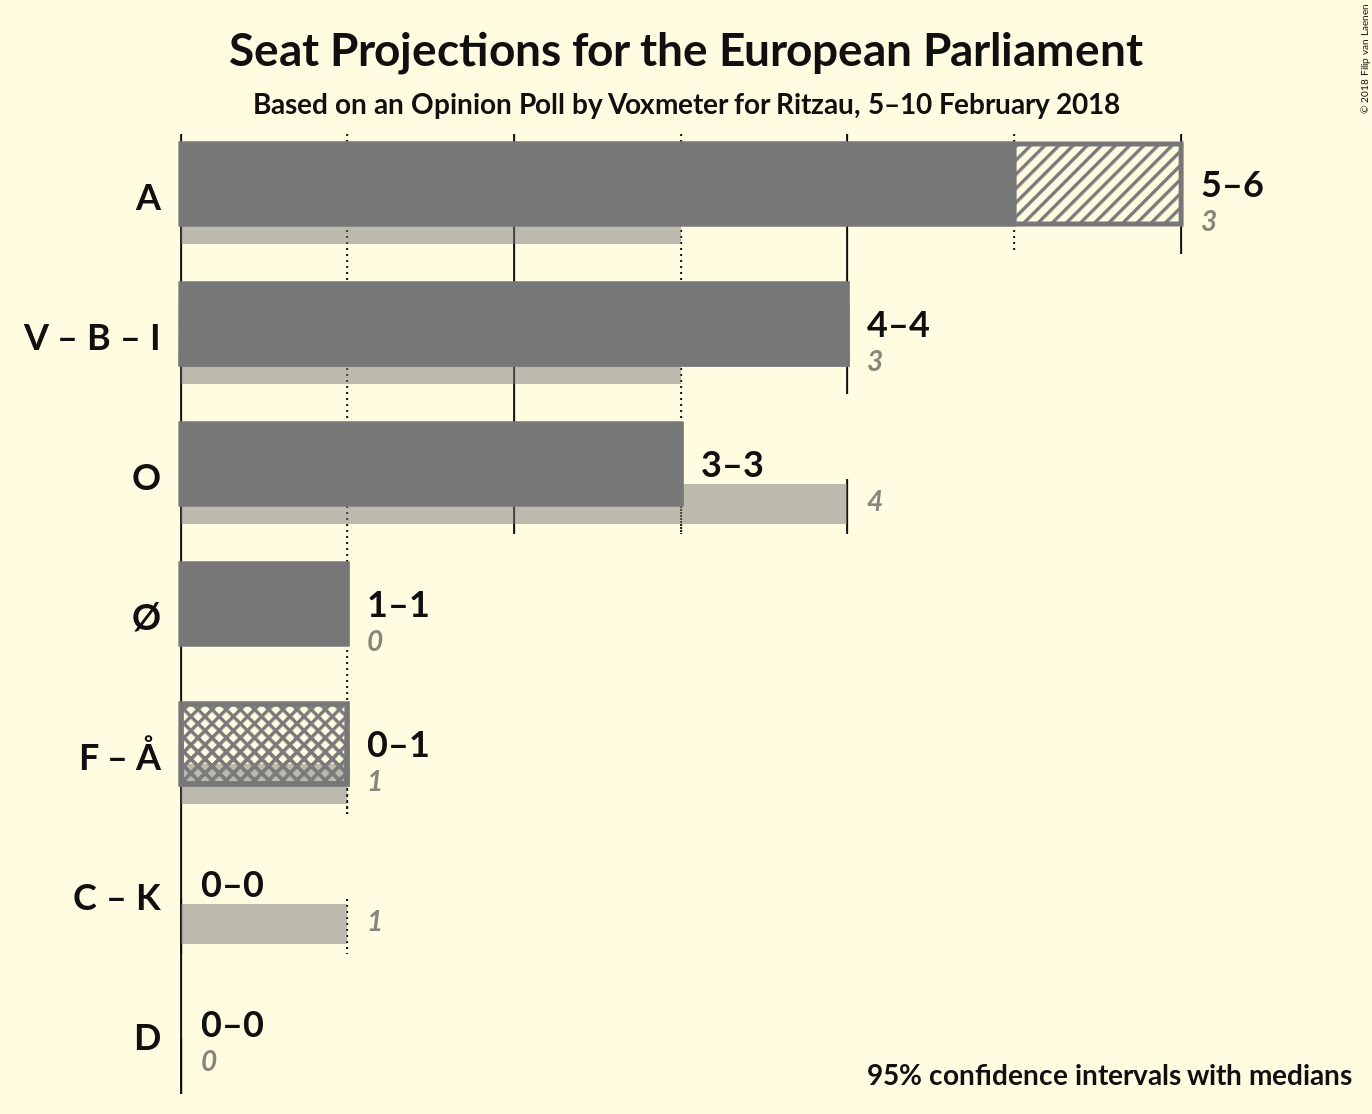 Seat Projections for the European Parliament
Based on an Opinion Poll by Voxmeter for Ritzau, 5–10 February 2018
© 2018 Filip van Laenen
A
5–6
3
V – B – I
4–4
3
O
3–3
4
Ø
1–1
0
F – Å
0–1
1
C – K
0–0
1
D
0–0
0
95% confidence intervals with medians